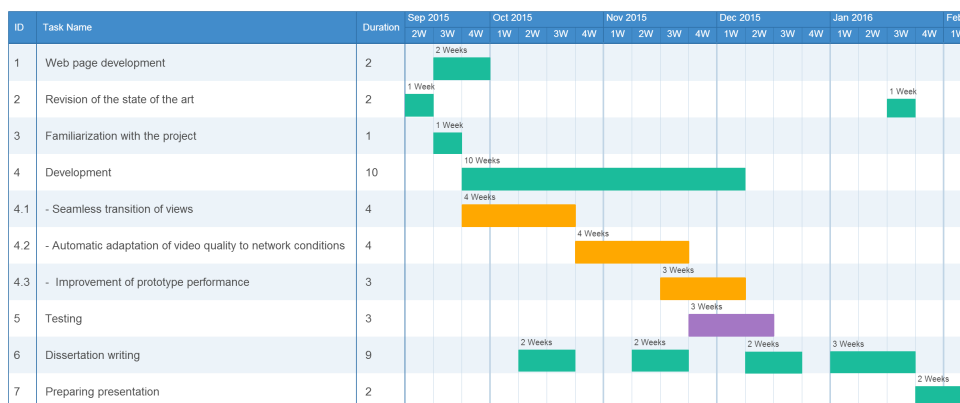 ID Task Name Duration Sep 2015 Oct 2015 Nov 2015 Dec 2015 Jan 2016 Feb
2W 3W 4W 1W 2W 3W 4W 1W 2W 3W 4W 1W 2W 3W 4W 1W 2W 3W 4W 1W
2 Weeks
1 Web page development 2
1 Week 1 Week
2 Revision of the state of the art 2
1 Week
3 Familiarization with the project 1
10 Weeks
4 Development 10
4 Weeks
4.1 - Seamless transition of views 4
4 Weeks
4.2 - Automatic adaptation of video quality to network conditions 4
3 Weeks
4.3 - Improvement of prototype performance 3
3 Weeks
5 Testing 3
2 Weeks 2 Weeks 2 Weeks 3 Weeks
6 Dissertation writing 9
2 Weeks
7 Preparing presentation 2